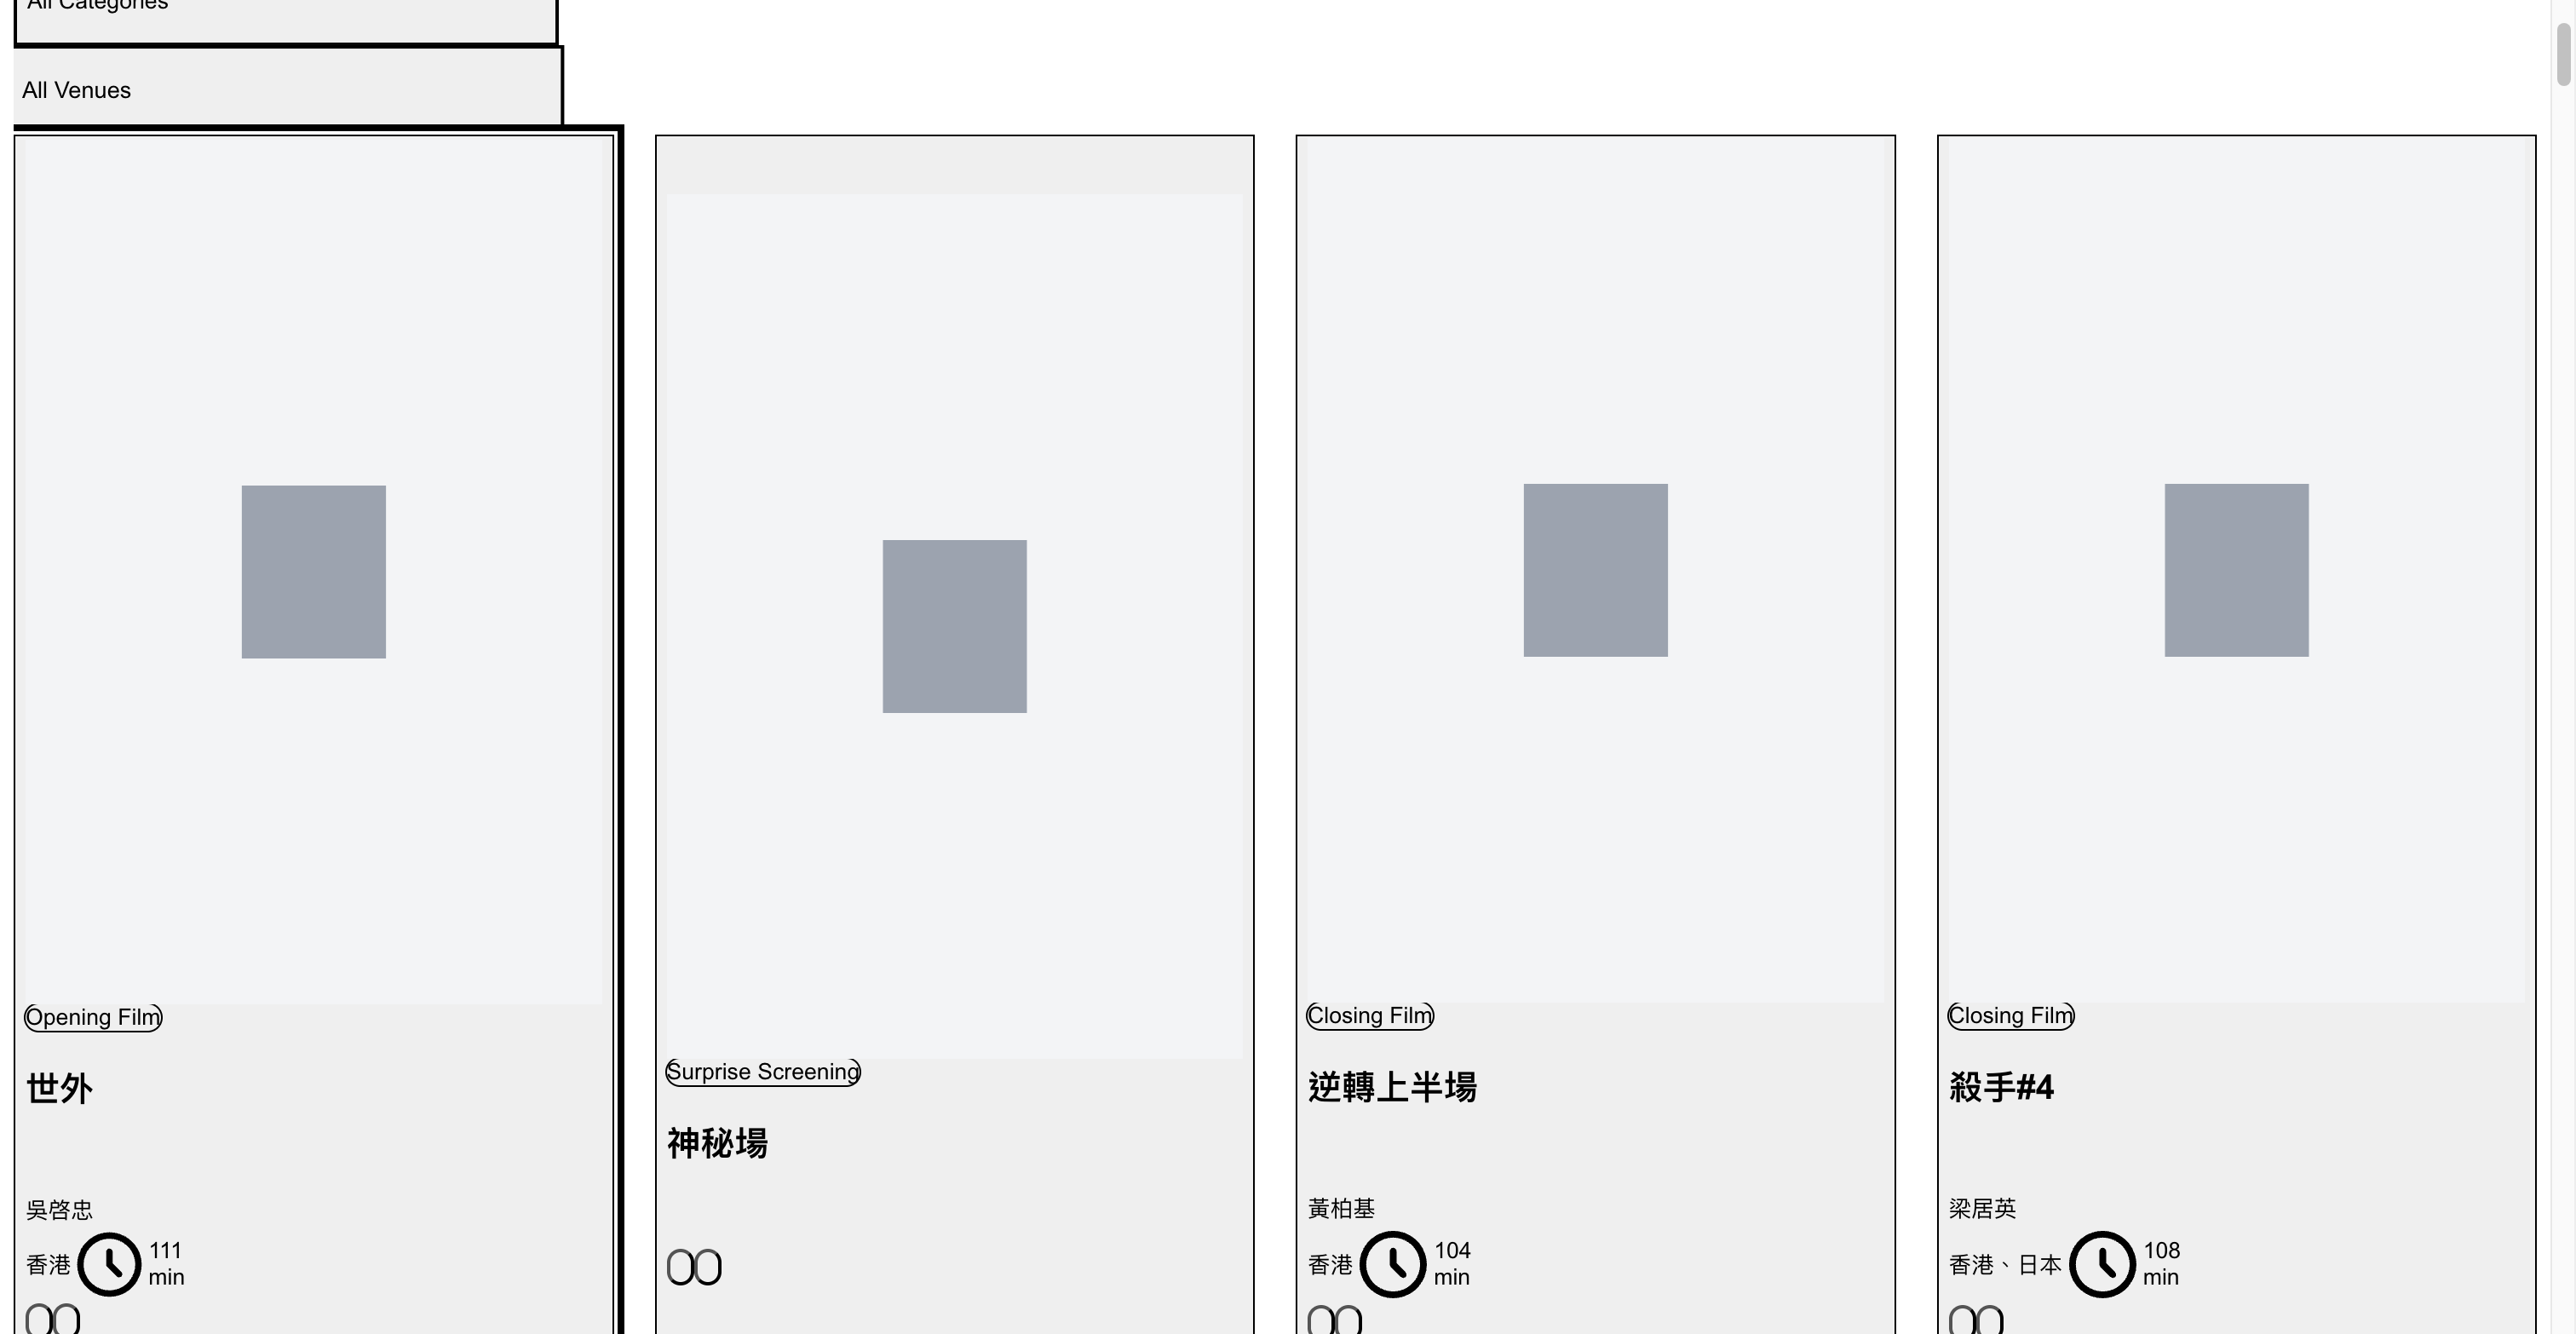 All Categories
All Venues
Opening Film
世外
吳啓忠
香港
111
min
Surprise Screening
神秘場
Closing Film
逆轉上半場
黃柏基
香港
104
min
Closing Film
殺手#4
梁居英
香港、日本
108
min